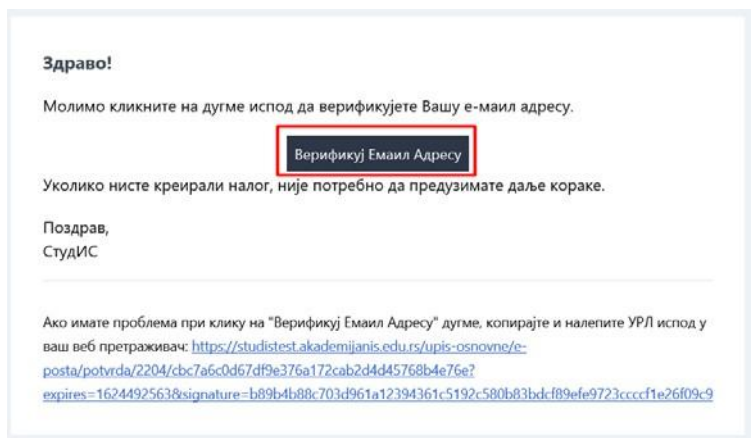 Здраво!
Молимо кликните на дугме испод да верификујете Вашу е-маил адресу.
Верификуј Емаил Адресу
Уколико нисте креирали налог, није потребно да предузимате даље кораке.
Поздрав,
СтудИС
Ако имате проблема при клику на "Верификуј Емаил Адресу" дугме, копирајте и налепите УРЛ испод у
ваш веб претраживач: https://studistest.akademijanis.edu.rs/upis-osnovne/e-
posta/potvrda/2204/cbc7a6c0d67df9e376a172cab2d4d45768b4e76e?
expires=1624492563&signature=b89b4b88c703d961a12394361c5192c580b83bdcf89efe9723ccccf1e26f09c9